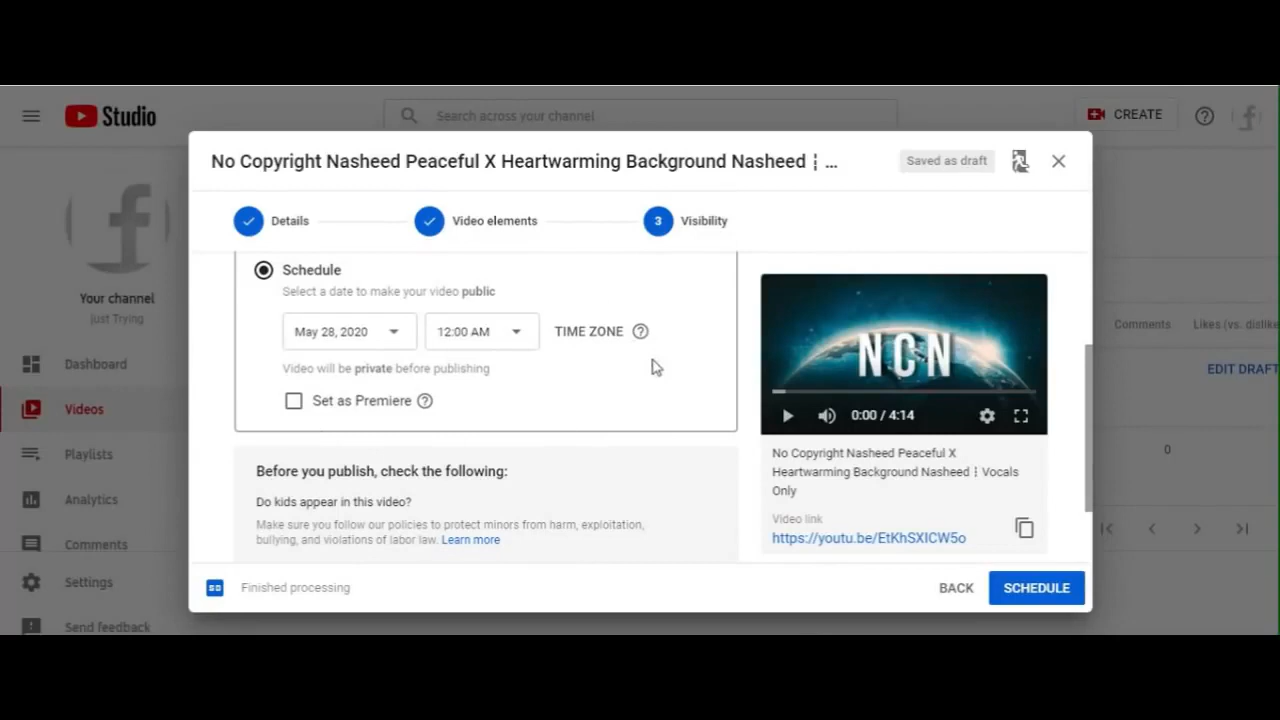 Studio
Search across your channel
CREATE
No Copyright Nasheed Peaceful X Heartwarming Background Nasheed ┇ ...
Saved as draft
Details
Video elements
3
Visibility
Your channel
Just Trying
Dashboard
Videos
Playlists
Analytics
Comments
Settings
Send feedback
Schedule
Select a date to make your video public
May 28, 2020
12:00 AM
TIME ZONE
Video will be private before publishing
Set as Premiere
Before you publish, check the following:
Do kids appear in this video?
Make sure you follow our policies to protect minors from harm, exploitation,
bullying, and violations of labor law. Learn more
NCN
0:00 / 4:14
No Copyright Nasheed Peaceful X
Heartwarming Background Nasheed ┇ Vocals
Only
Video link
https://youtu.be/EtKhSXICW5o
Comments
Likes (vs. dislike
EDIT DRAFT
0
SD
Finished processing
BACK
SCHEDULE